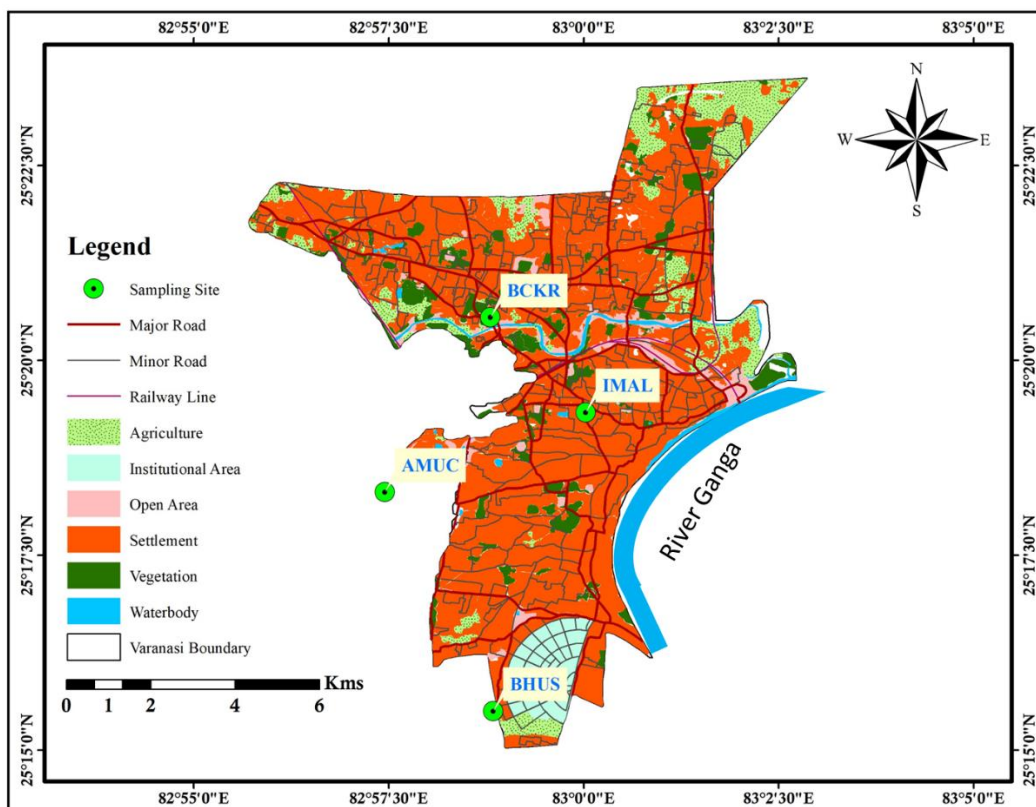 82°55'0"E 82°57'30"E 83°0'0"E 83°2'30"E 83°5'0"E
N
W E
S
25°22'30"N 25°22'30"N
Legend
Sampling Site
BCKR
Major Road
Minor Road
25°20'0"N 25°20'0"N
Railway Line
IMAL
Agriculture
Institutional Area
AMUC
Open Area
River Ganga
Settlement
25°17'30"N 25°17'30"N
Vegetation
Waterbody
Varanasi Boundary
BHUS
Kms
0 1 2 4 6
25°15'0"N 25°15'0"N
82°55'0"E 82°57'30"E 83°0'0"E 83°2'30"E 83°5'0"E